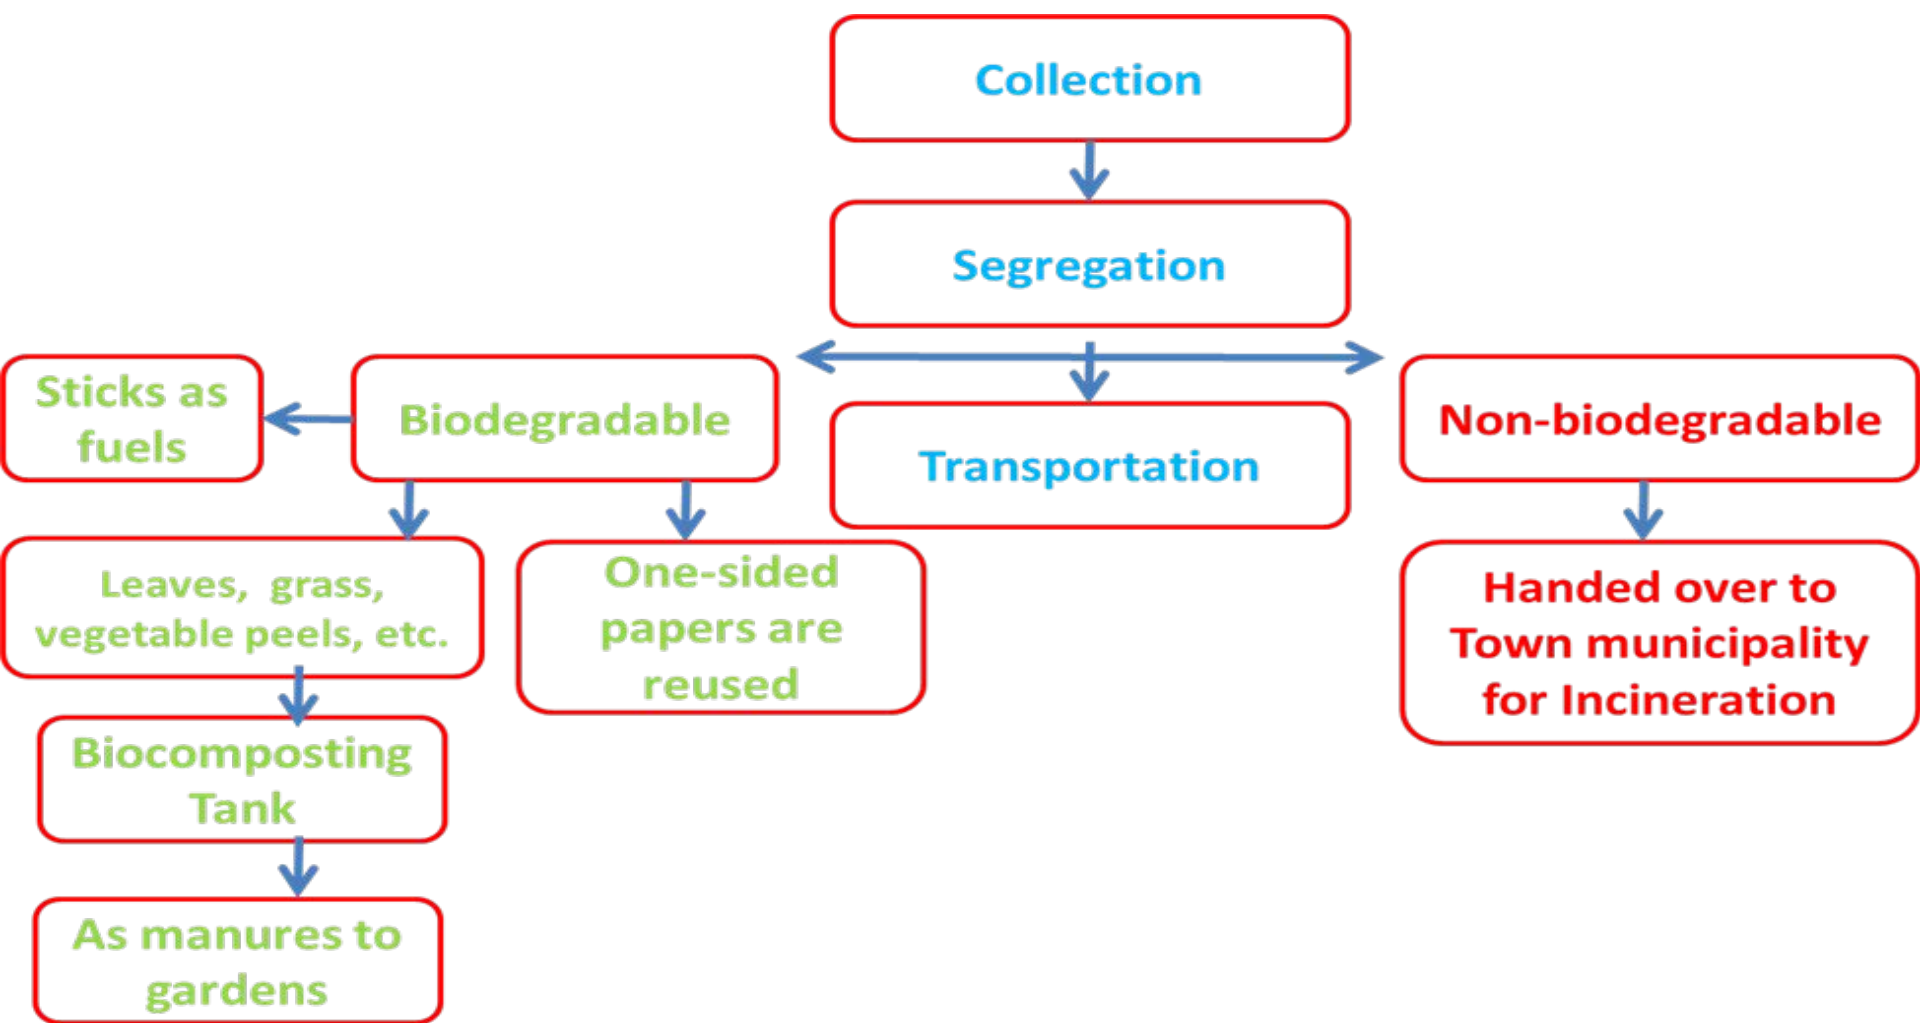 Collection
Segregation
Sticks as
fuels
Biodegradable
Transportation
Non-biodegradable
Leaves, grass,
vegetable peels, etc.
One-sided
papers are
reused
Handed over to
Town municipality
for Incineration
Biocomposting
Tank
As manures to
gardens